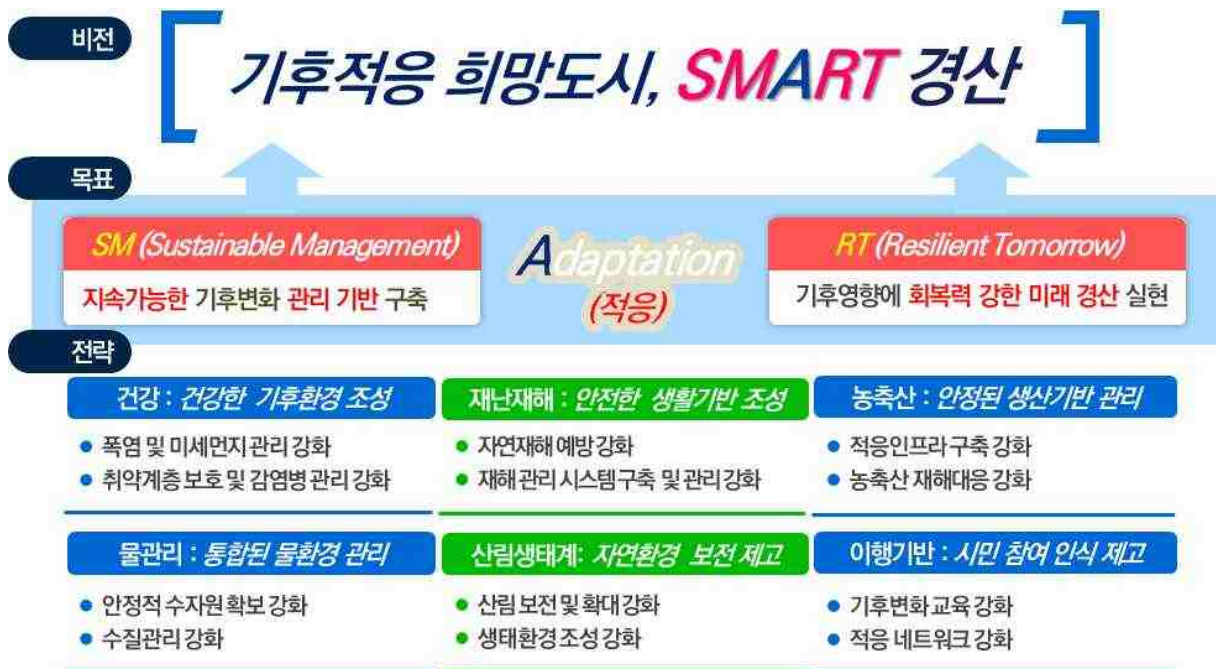 비전
기후적응 희망도시, SMART 경산
목표
SM (Sustainable Management)
지속가능한 기후변화 관리 기반 구축
Adaptation
(적응)
RT (Resilient Tomorrow)
기후영향에 회복력 강한 미래 경산 실현
전략
건강 : 건강한 기후환경 조성
• 폭염 및 미세먼지 관리 강화
• 취약계층 보호 및 감염병 관리 강화
재난재해 : 안전한 생활기반 조성
• 자연재해 예방 강화
• 재해 관리 시스템 구축 및 관리 강화
농축산 : 안정된 생산기반 관리
• 적응인프라 구축 강화
• 농축산 재해대응 강화
물관리 : 통합된 물환경 관리
• 안정적 수자원 확보 강화
• 수질관리 강화
산림생태계: 자연환경 보전 제고
• 산림 보전 및 확대 강화
• 생태환경 조성 강화
이행기반 : 시민 참여 인식 제고
• 기후변화 교육 강화
• 적응 네트워크 강화